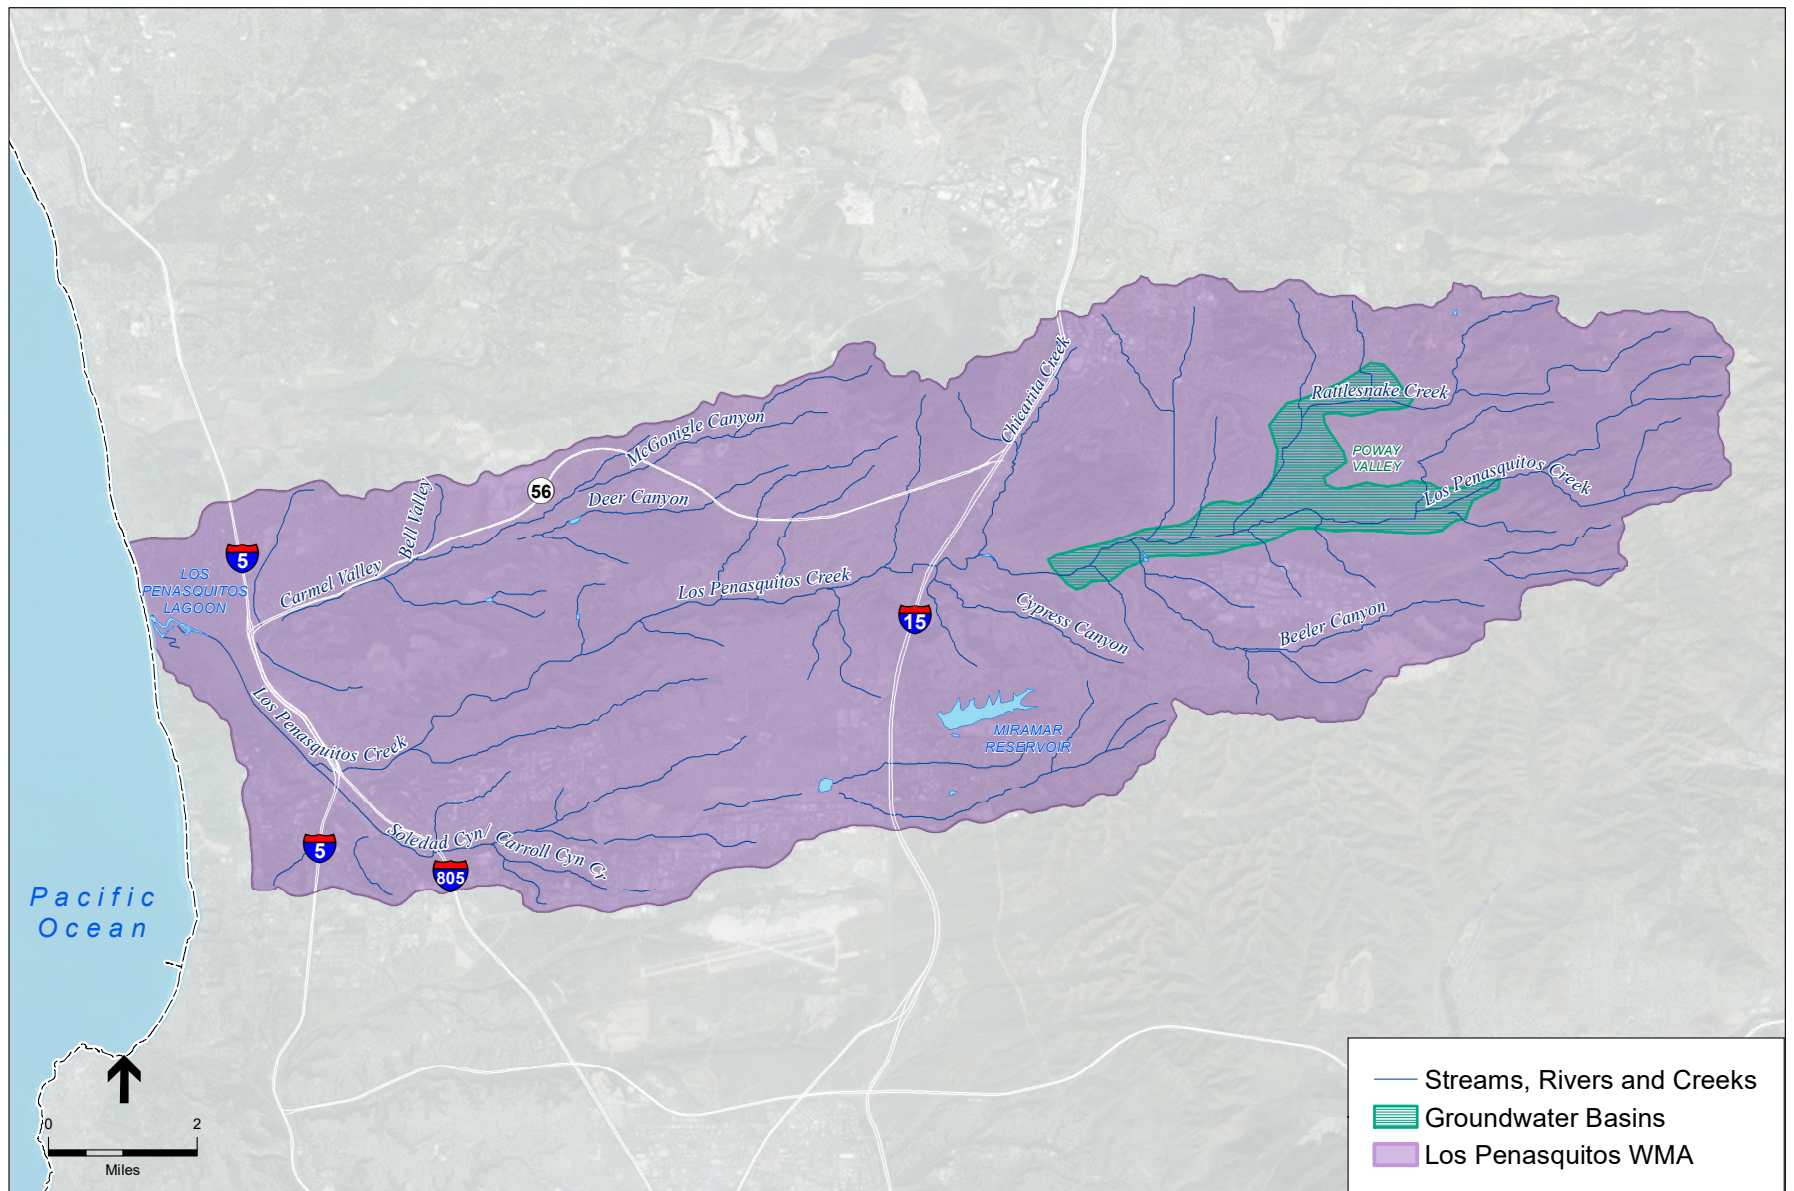 Chicarita Creek
Rattlesnake Creek
McGonigle Canyon
POWAY
VALLEY
Los Penasquitos Creek
56
Deer Canyon
Bell Valley
5
Carmel Valley
LOS
PENASQUITOS
LAGOON
Los Penasquitos Creek
15
Cypress Canyon
Beeler Canyon
Los Penasquitos Creek
MIRAMAR
RESERVOIR
Soledad Cyn/ Carroll Cyn Cr.
5
805
Pacific
Ocean
0 2
Miles
Streams, Rivers and Creeks
Groundwater Basins
Los Penasquitos WMA